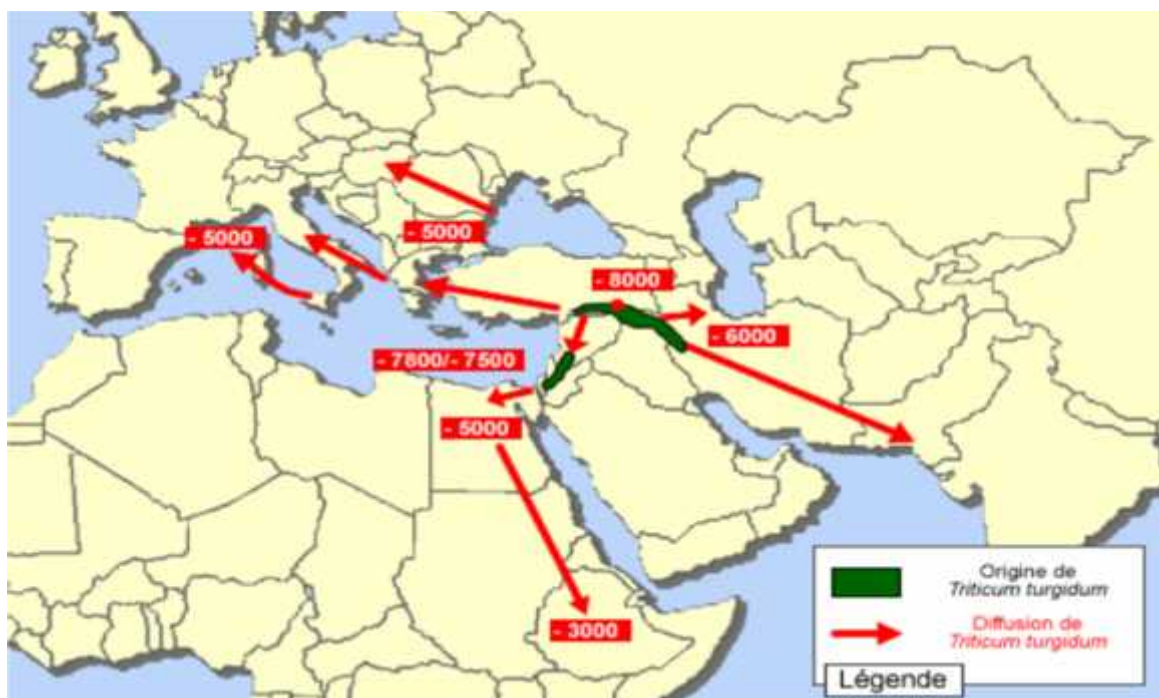 - 5000
- 5000
- 8000
- 6000
- 7800/- 7500
- 5000
- 3000
Origine de
Triticum turgidum
Diffusion de
Triticum turgidum
Légende